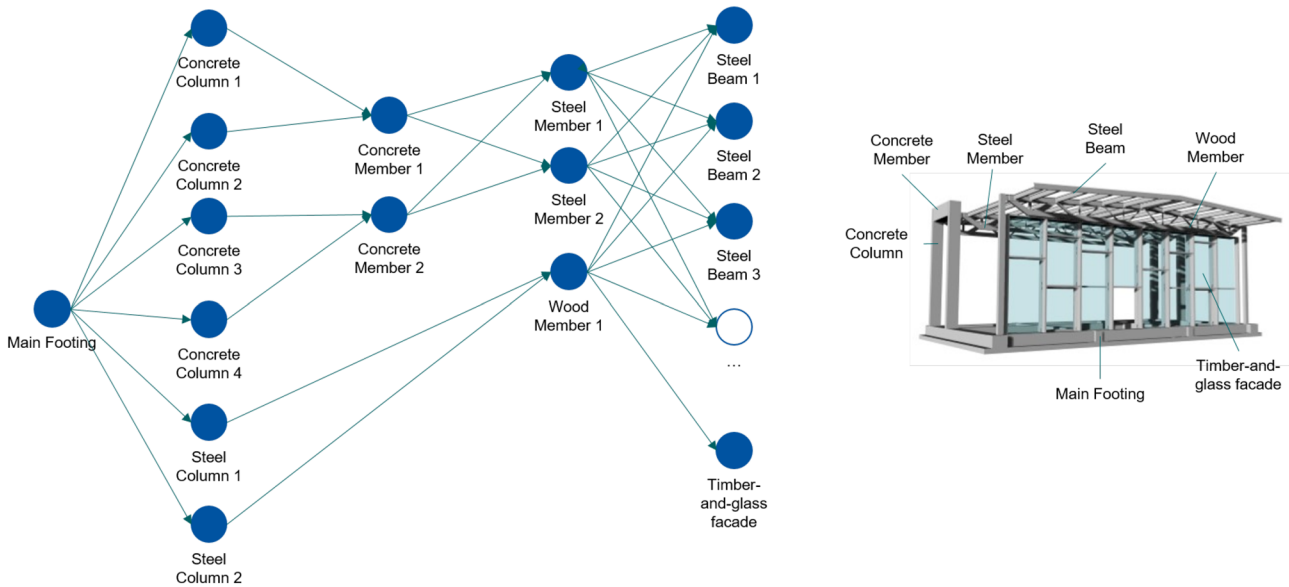 Main Footing
Concrete
Column 1
Concrete
Column 2
Concrete
Column 3
Concrete
Column 4
Steel
Column 1
Steel
Column 2
Concrete
Member 1
Concrete
Member 2
Steel
Member 1
Steel
Member 2
Wood
Member 1
Steel
Beam 1
Steel
Beam 2
Steel
Beam 3
...
Timber-
and-glass
facade
Concrete
Member
Steel
Member
Steel
Beam
Wood
Member
Concrete
Column
Main Footing
Timber-and-
glass facade